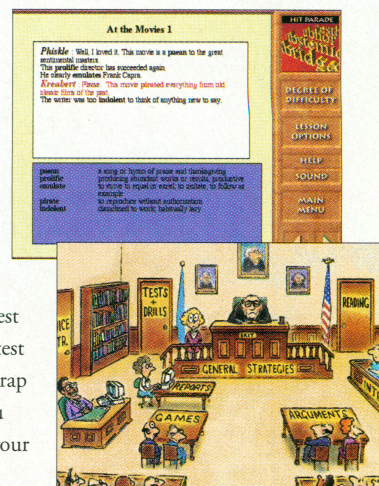 At the Movies 1
Phiskle : Well, I loved it. This movie is a paean to the great
sentimental masters.
This prolific director has succeeded again.
He clearly emulates Frank Capra.
Kreebert : This movie pirated everything from old
classic films of the past.
The writer was too indolent to think of anything new to say.
paean a song or hymn of praise and thanksgiving
prolific producing abundant works or results, productive
emulate to strive to equal or excel, to imitate, to follow as
example
pirate to reproduce without authorization
indolent disinclined to work; habitually lazy
HIT PARADE
DEGREE OF
DIFFICULTY
LESSON
OPTIONS
HELP
SOUND
MAIN
MENU
est
test
rap
our
TESTS
+
DRILLS
READING
EXIT
GENERAL STRATEGIES
REPORTS
GAMES
ARGUMENTS